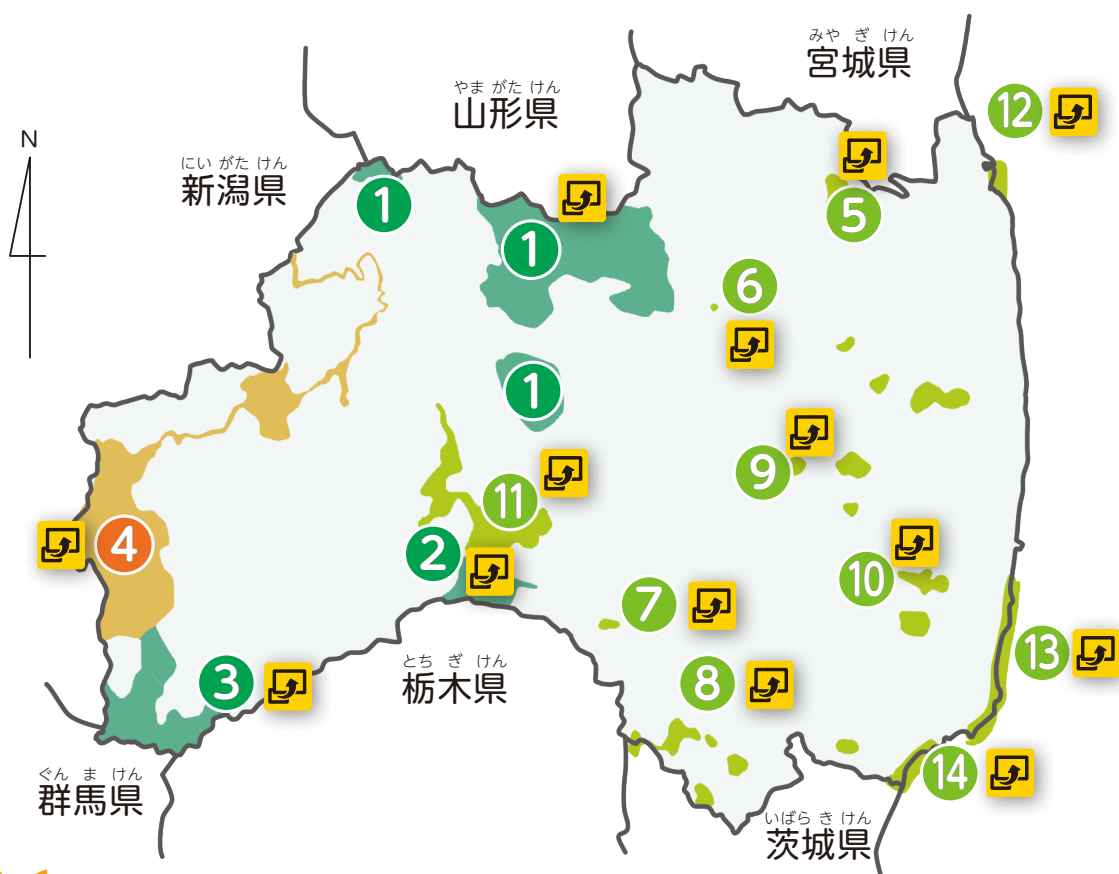 みや ぎ けん
宮城県
やま がた けん
山形県
12
N
にい がた けん
新潟県
1
5
1
6
1
9
11
4
2
10
7
とち ぎ けん
栃木県
13
3
8
ぐん ま けん
群馬県
14
いばら き けん
茨城県